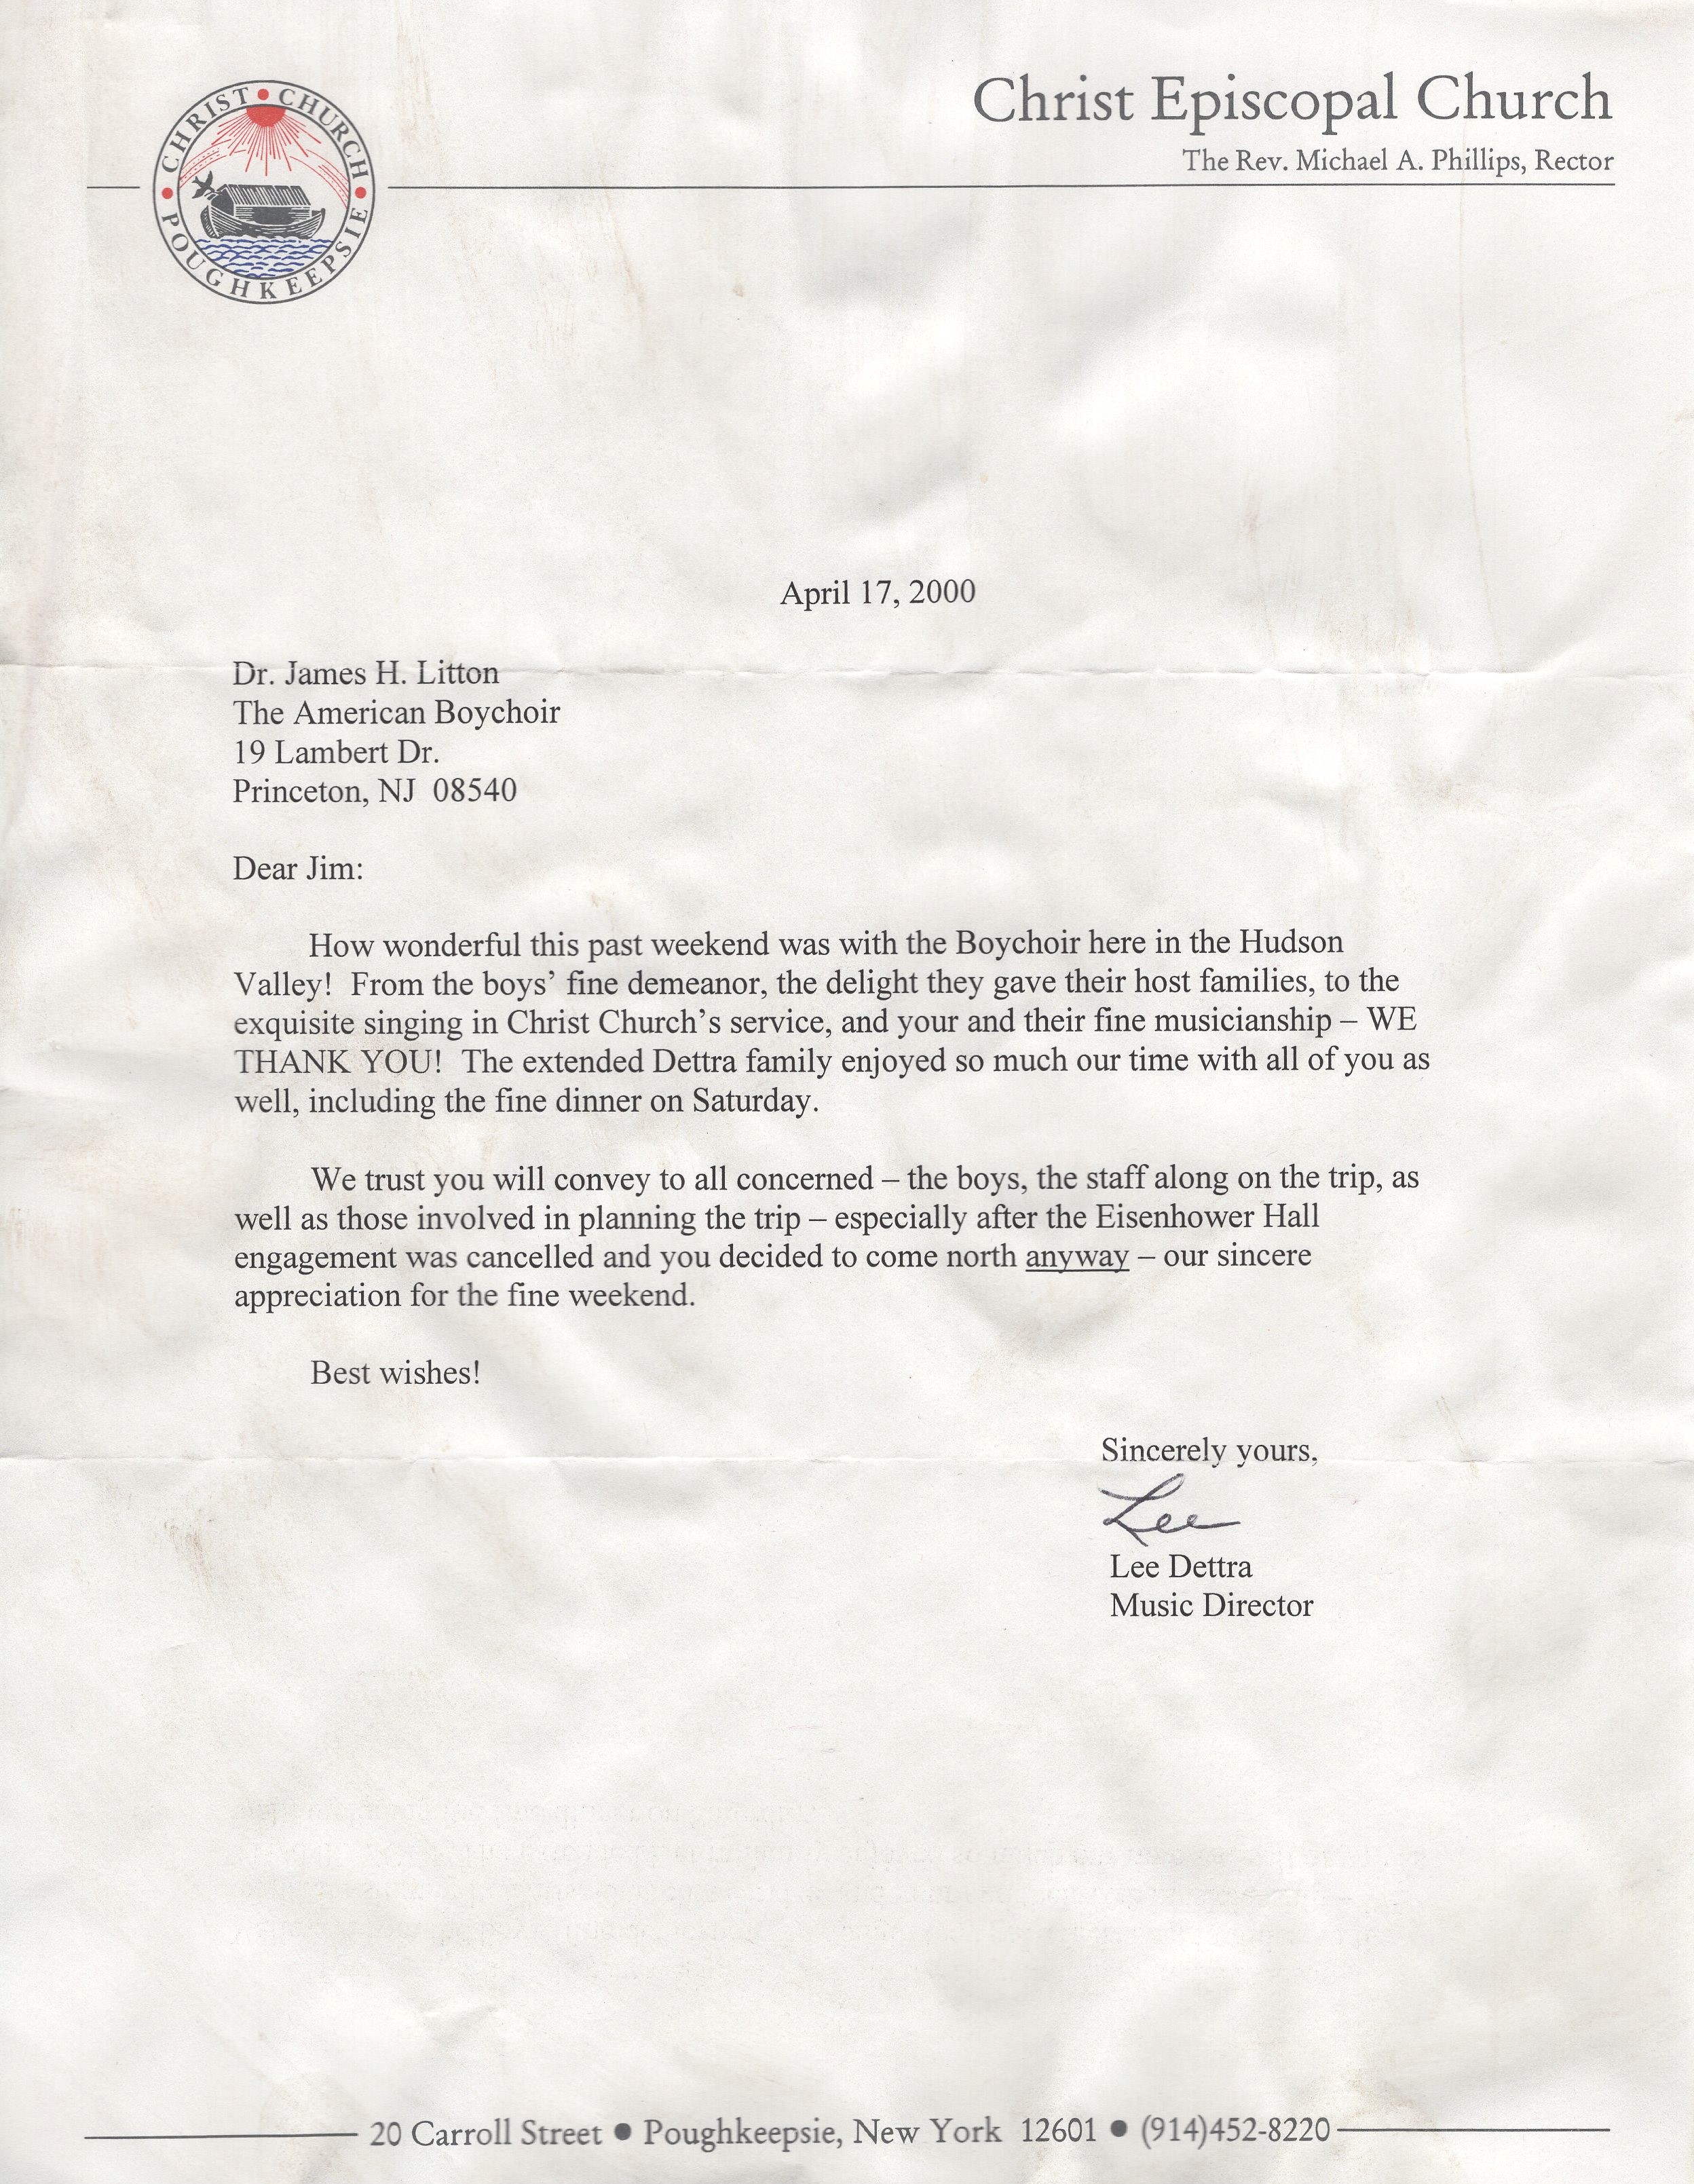 CHRIST • CHURCH • POUGHKEEPSIE •
Christ Episcopal Church
The Rev. Michael A. Phillips, Rector
April 17, 2000
Dr. James H. Litton
The American Boychoir
19 Lambert Dr.
Princeton, NJ  08540
Dear Jim:
How wonderful this past weekend was with the Boychoir here in the Hudson
Valley!  From the boys’ fine demeanor, the delight they gave their host families, to the
exquisite singing in Christ Church’s service, and your and their fine musicianship – WE
THANK YOU!  The extended Dettra family enjoyed so much our time with all of you as
well, including the fine dinner on Saturday.
We trust you will convey to all concerned – the boys, the staff along on the trip, as
well as those involved in planning the trip – especially after the Eisenhower Hall
engagement was cancelled and you decided to come north anyway – our sincere
appreciation for the fine weekend.
Best wishes!
Sincerely yours,
Lee
Lee Dettra
Music Director
20 Carroll Street • Poughkeepsie, New York  12601 • (914)452-8220